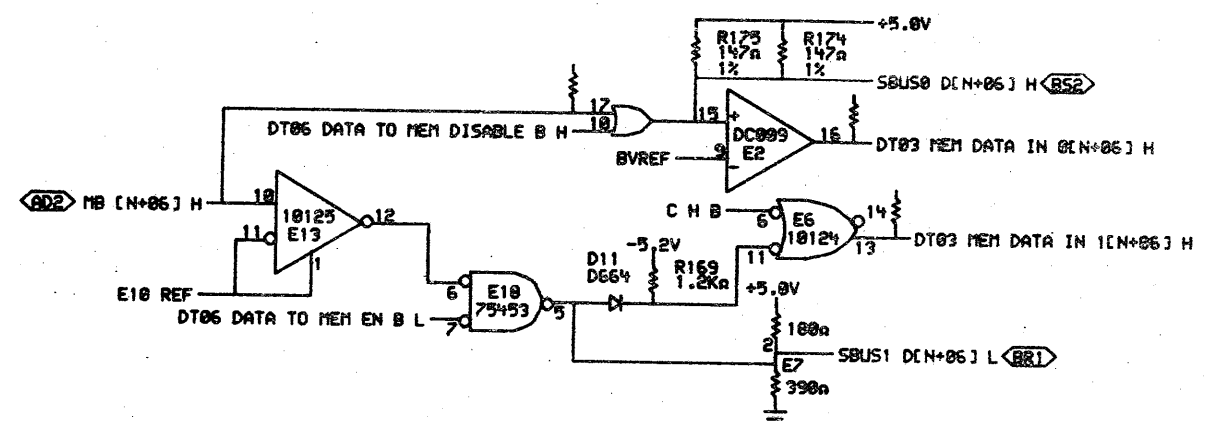 +5.0V
R175 R174
147Ω 147Ω
1% 1%
SBUS0 D[N+06] H BS2
17
DT06 DATA TO MEM DISABLE B H 10
15 +
DC099 16
E2
BVREF 9 -
DT03 MEM DATA IN 0[N+06] H
AD2 MB [N+06] H
10
10125 12
11 E13
1
E10 REF
C H B 6 E6 14
10124
11 13
DT03 MEM DATA IN 1[N+06] H
-5.2V
D11
D664
R169
1.2KΩ
+5.0V
6 E18
75453 5
DT06 DATA TO MEM EN B L 7
180Ω
2
SBUS1 D[N+06] L BR1
E7
390Ω